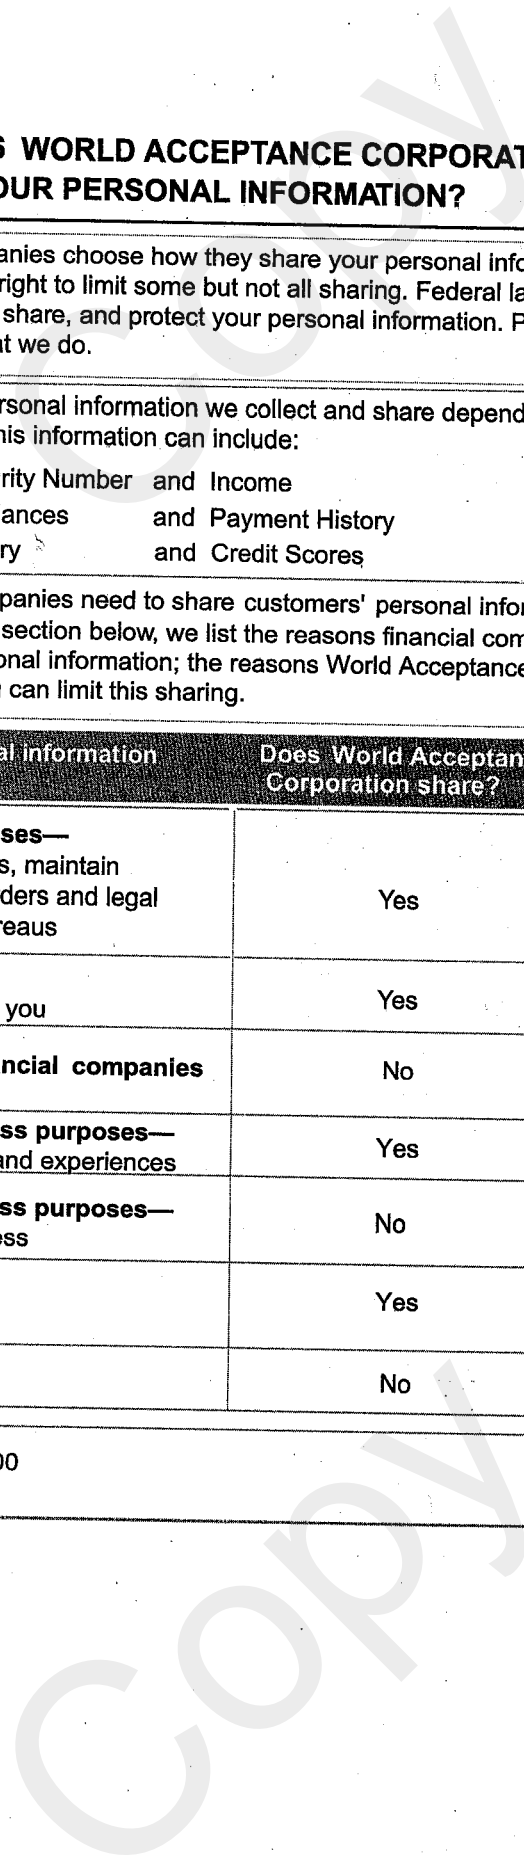 S WORLD ACCEPTANCE CORPORAT
OUR PERSONAL INFORMATION?
anies choose how they share your personal info
right to limit some but not all sharing. Federal la
share, and protect your personal information. P
at we do.
rsonal information we collect and share depend
his information can include:
rity Number and Income
ances and Payment History
ry and Credit Scores
panies need to share customers' personal infor
section below, we list the reasons financial com
onal information; the reasons World Acceptance
can limit this sharing.
al information Does World Acceptan
Corporation share?
ses—
s, maintain
ders and legal Yes
reaus
you Yes
ncial companies No
ss purposes— Yes
and experiences
ss purposes— No
ess
Yes
No
00
Copy
Copy